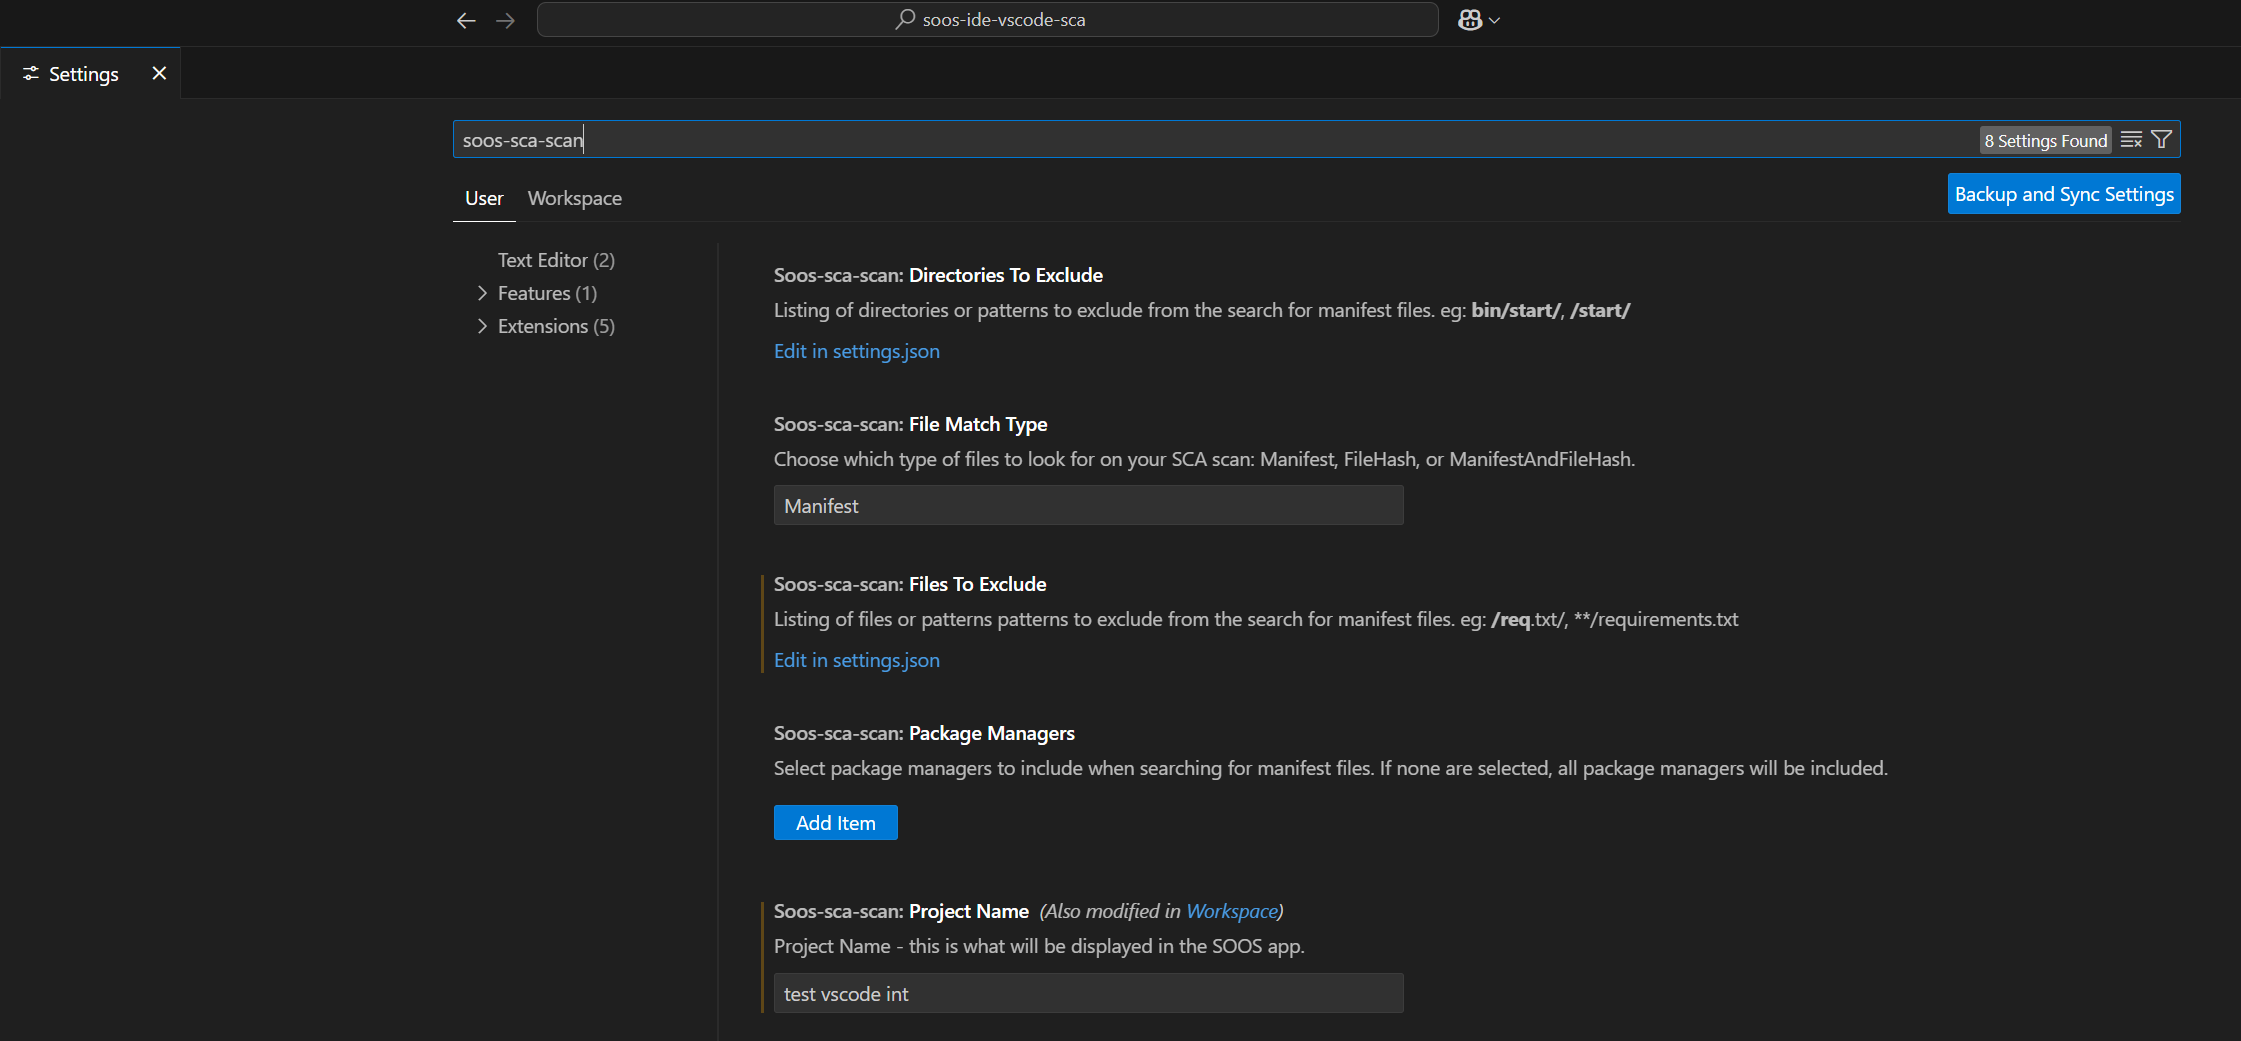 soos-ide-vscode-sca
Settings
soos-sca-scan
8 Settings Found
User Workspace
Backup and Sync Settings
Text Editor (2)
Features (1)
Extensions (5)
Soos-sca-scan: Directories To Exclude
Listing of directories or patterns to exclude from the search for manifest files. eg: bin/start/, /start/
Edit in settings.json
Soos-sca-scan: File Match Type
Choose which type of files to look for on your SCA scan: Manifest, FileHash, or ManifestAndFileHash.
Manifest
Soos-sca-scan: Files To Exclude
Listing of files or patterns patterns to exclude from the search for manifest files. eg: /req.txt/, **/requirements.txt
Edit in settings.json
Soos-sca-scan: Package Managers
Select package managers to include when searching for manifest files. If none are selected, all package managers will be included.
Add Item
Soos-sca-scan: Project Name (Also modified in Workspace)
Project Name - this is what will be displayed in the SOOS app.
test vscode int